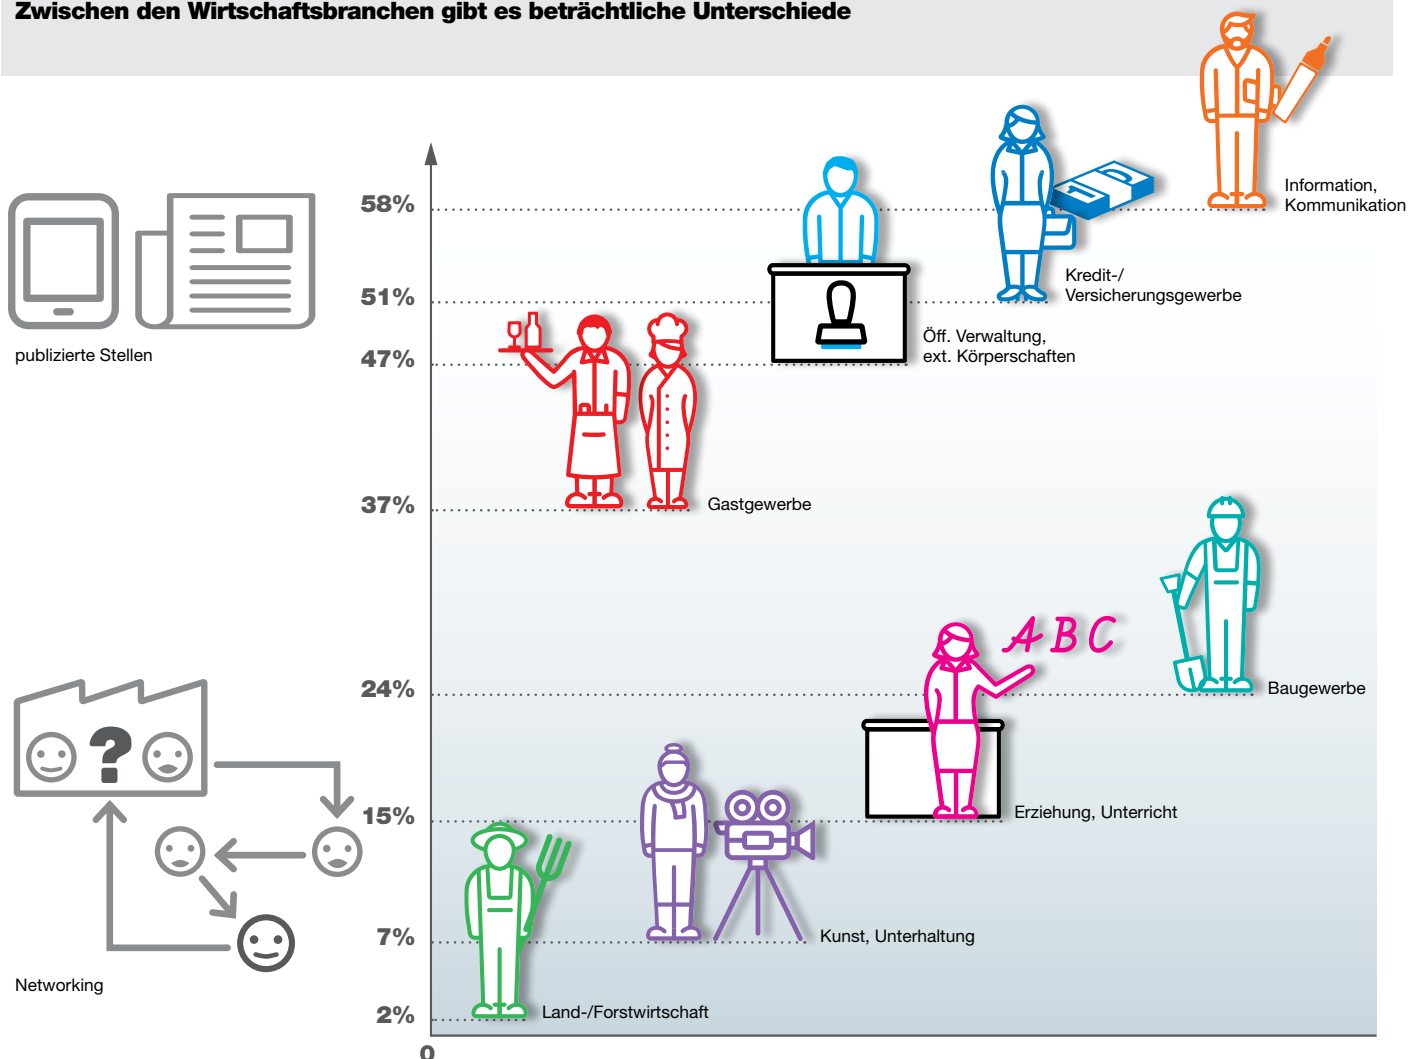 Zwischen den Wirtschaftsbranchen gibt es beträchtliche Unterschiede
Information,
Kommunikation
58%
Kredit-/
Versicherungsgewerbe
51%
Öff. Verwaltung,
ext. Körperschaften
publizierte Stellen
47%
37%
Gastgewerbe
A B C
24%
Baugewerbe
?
15%
Erziehung, Unterricht
7%
Kunst, Unterhaltung
Networking
2%
Land-/Forstwirtschaft
0
10